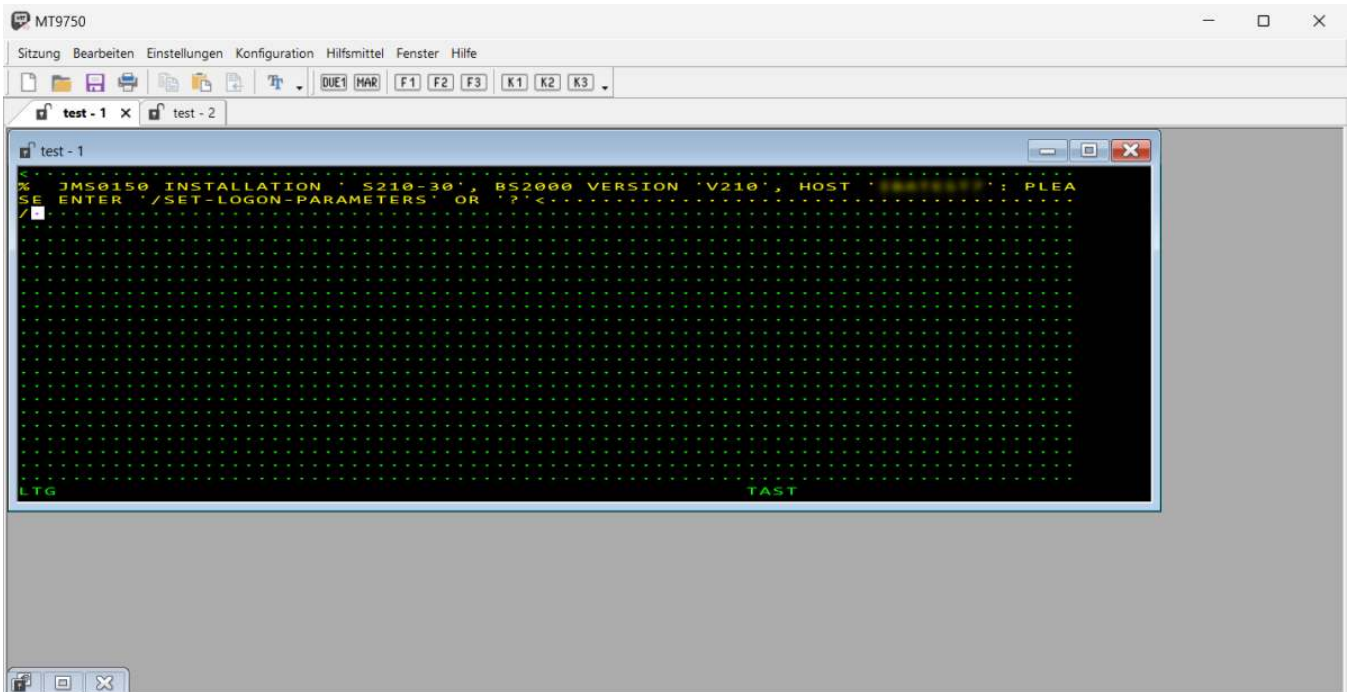 MT9750
Sitzung Bearbeiten Einstellungen Konfiguration Hilfsmittel Fenster Hilfe
DUE1 MAR F1 F2 F3 K1 K2 K3
test - 1 test - 2
test - 1
<
% JMS0150 INSTALLATION ' S210-30', BS2000 VERSION 'V210', HOST ' ': PLEA
SE ENTER '/SET-LOGON-PARAMETERS' OR '?'<
/
LTG TAST